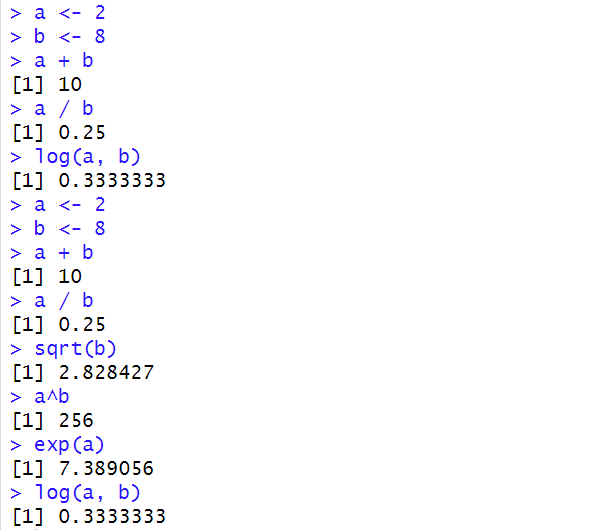 > a <- 2
> b <- 8
> a + b
[1] 10
> a / b
[1] 0.25
> log(a, b)
[1] 0.3333333
> a <- 2
> b <- 8
> a + b
[1] 10
> a / b
[1] 0.25
> sqrt(b)
[1] 2.828427
> a^b
[1] 256
> exp(a)
[1] 7.389056
> log(a, b)
[1] 0.3333333